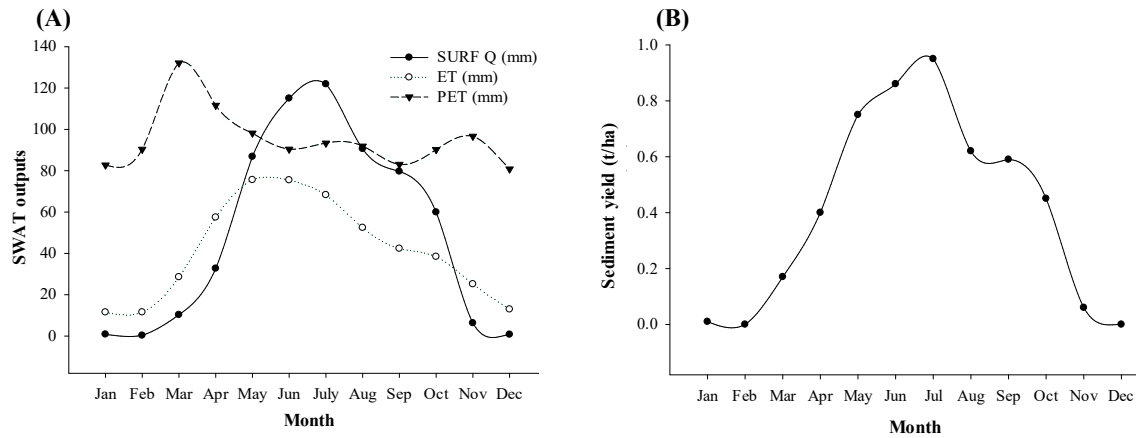 (A)
140
120
100
80
60
40
20
0
SWAT outputs
SURF Q (mm)
ET (mm)
PET (mm)
Jan Feb Mar Apr May Jun July Aug Sep Oct Nov Dec
Month
(B)
1.0
0.8
0.6
0.4
0.2
0.0
Sediment yield (t/ha)
Jan Feb Mar Apr May Jun Jul Aug Sep Oct Nov Dec
Month